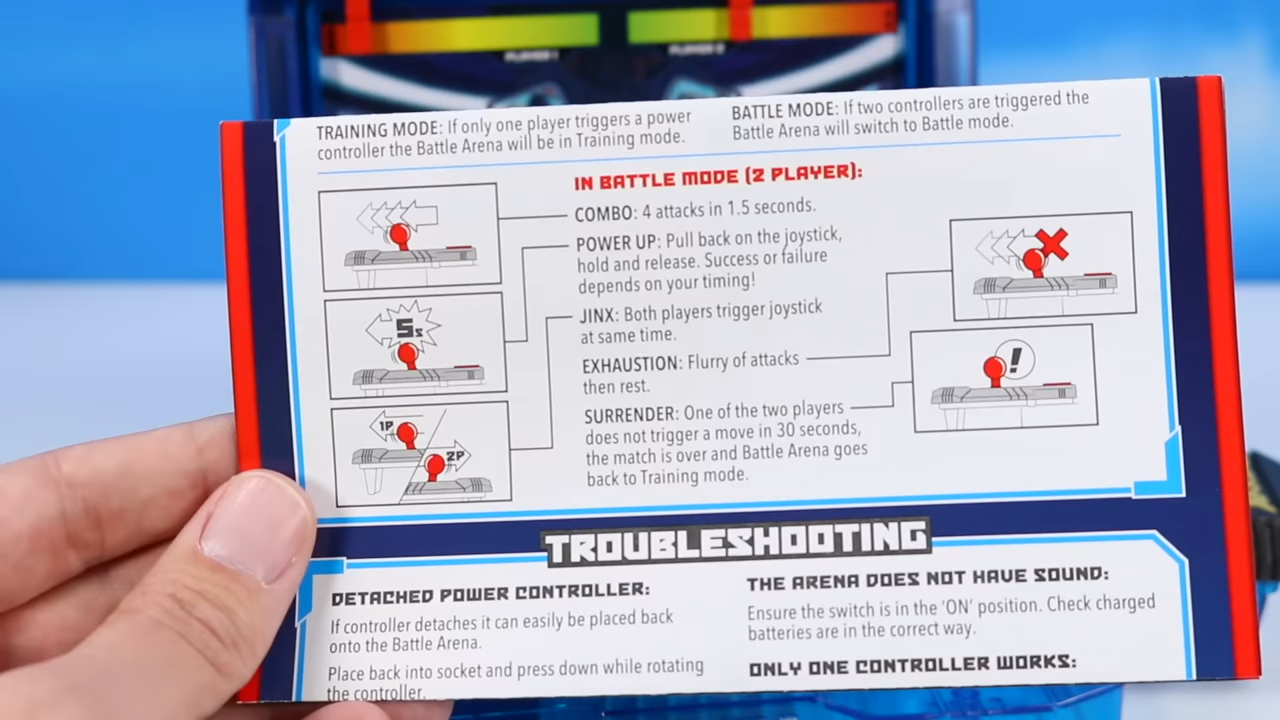 PLAYER 1
PLAYER 2
TRAINING MODE: If only one player triggers a power
controller the Battle Arena will be in Training mode.
BATTLE MODE: If two controllers are triggered the
Battle Arena will switch to Battle mode.
IN BATTLE MODE (2 PLAYER):
COMBO: 4 attacks in 1.5 seconds.
POWER UP: Pull back on the joystick,
hold and release. Success or failure
depends on your timing!
5s
JINX: Both players trigger joystick
at same time.
1P
2P
EXHAUSTION: Flurry of attacks
then rest.
SURRENDER: One of the two players
does not trigger a move in 30 seconds,
the match is over and Battle Arena goes
back to Training mode.
!
TROUBLESHOOTING
DETACHED POWER CONTROLLER:
If controller detaches it can easily be placed back
onto the Battle Arena.
Place back into socket and press down while rotating
the controller.
THE ARENA DOES NOT HAVE SOUND:
Ensure the switch is in the 'ON' position. Check charged
batteries are in the correct way.
ONLY ONE CONTROLLER WORKS: